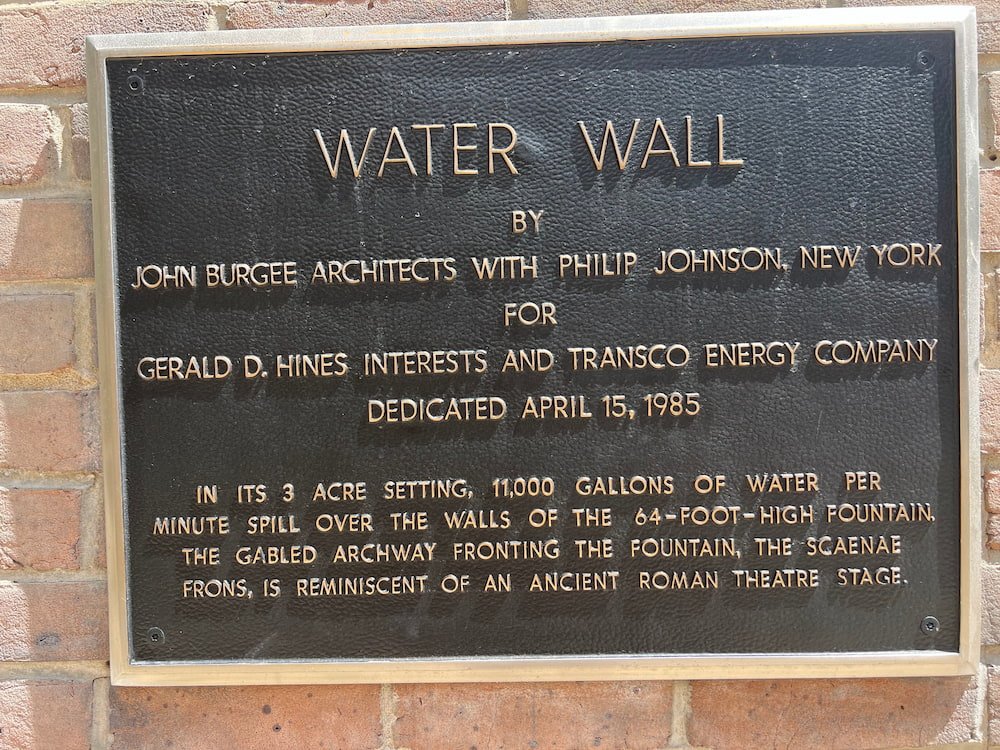 WATER WALL
BY
JOHN BURGEE ARCHITECTS WITH PHILIP JOHNSON, NEW YORK
FOR
GERALD D. HINES INTERESTS AND TRANSCO ENERGY COMPANY
DEDICATED APRIL 15, 1985
IN ITS 3 ACRE SETTING, 11,000 GALLONS OF WATER PER
MINUTE SPILL OVER THE WALLS OF THE 64-FOOT-HIGH FOUNTAIN.
THE GABLED ARCHWAY FRONTING THE FOUNTAIN, THE SCAENAE
FRONS, IS REMINISCENT OF AN ANCIENT ROMAN THEATRE STAGE.